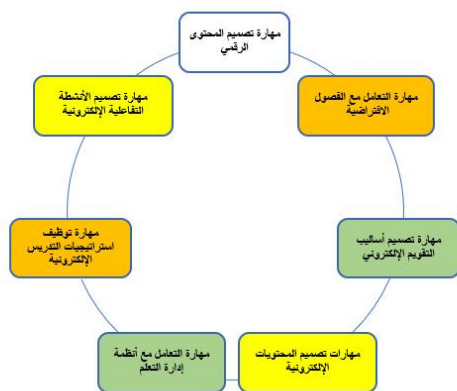 مهارة تصميم المحتوى
الرقمي
مهارة التعامل مع الفصول
الافتراضية
مهارة تصميم أساليب
التقويم الإلكتروني
مهارات تصميم المحتويات
الإلكترونية
مهارة التعامل مع أنظمة
إدارة التعلم
مهارة توظيف
استراتيجيات التدريس
الإلكترونية
مهارة تصميم الأنشطة
التفاعلية الإلكترونية